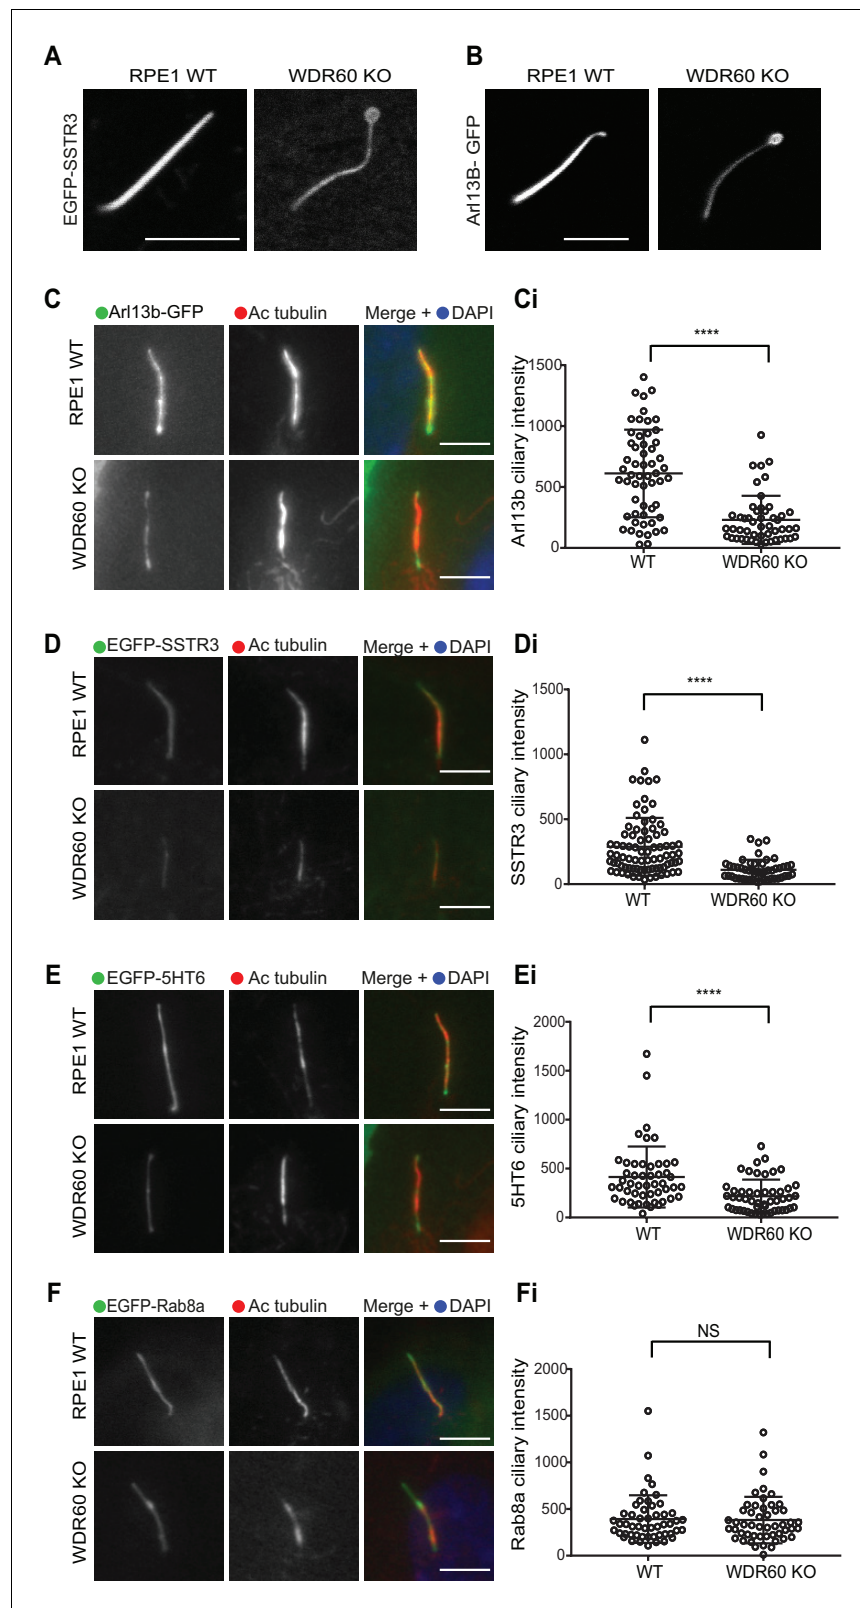 A
RPE1 WT
WDR60 KO
EGFP-SSTR3
B
RPE1 WT
WDR60 KO
Arl13B- GFP
C
Arl13b-GFP
Ac tubulin
Merge + DAPI
RPE1 WT
WDR60 KO
Ci
****
Arl13b ciliary intensity
1500
1000
500
0
WT
WDR60 KO
D
EGFP-SSTR3
Ac tubulin
Merge + DAPI
RPE1 WT
WDR60 KO
Di
****
SSTR3 ciliary intensity
1500
1000
500
0
WT
WDR60 KO
E
EGFP-5HT6
Ac tubulin
Merge + DAPI
RPE1 WT
WDR60 KO
Ei
****
5HT6 ciliary intensity
2000
1500
1000
500
0
WT
WDR60 KO
F
EGFP-Rab8a
Ac tubulin
Merge + DAPI
RPE1 WT
WDR60 KO
Fi
NS
Rab8a ciliary intensity
2000
1500
1000
500
0
WT
WDR60 KO